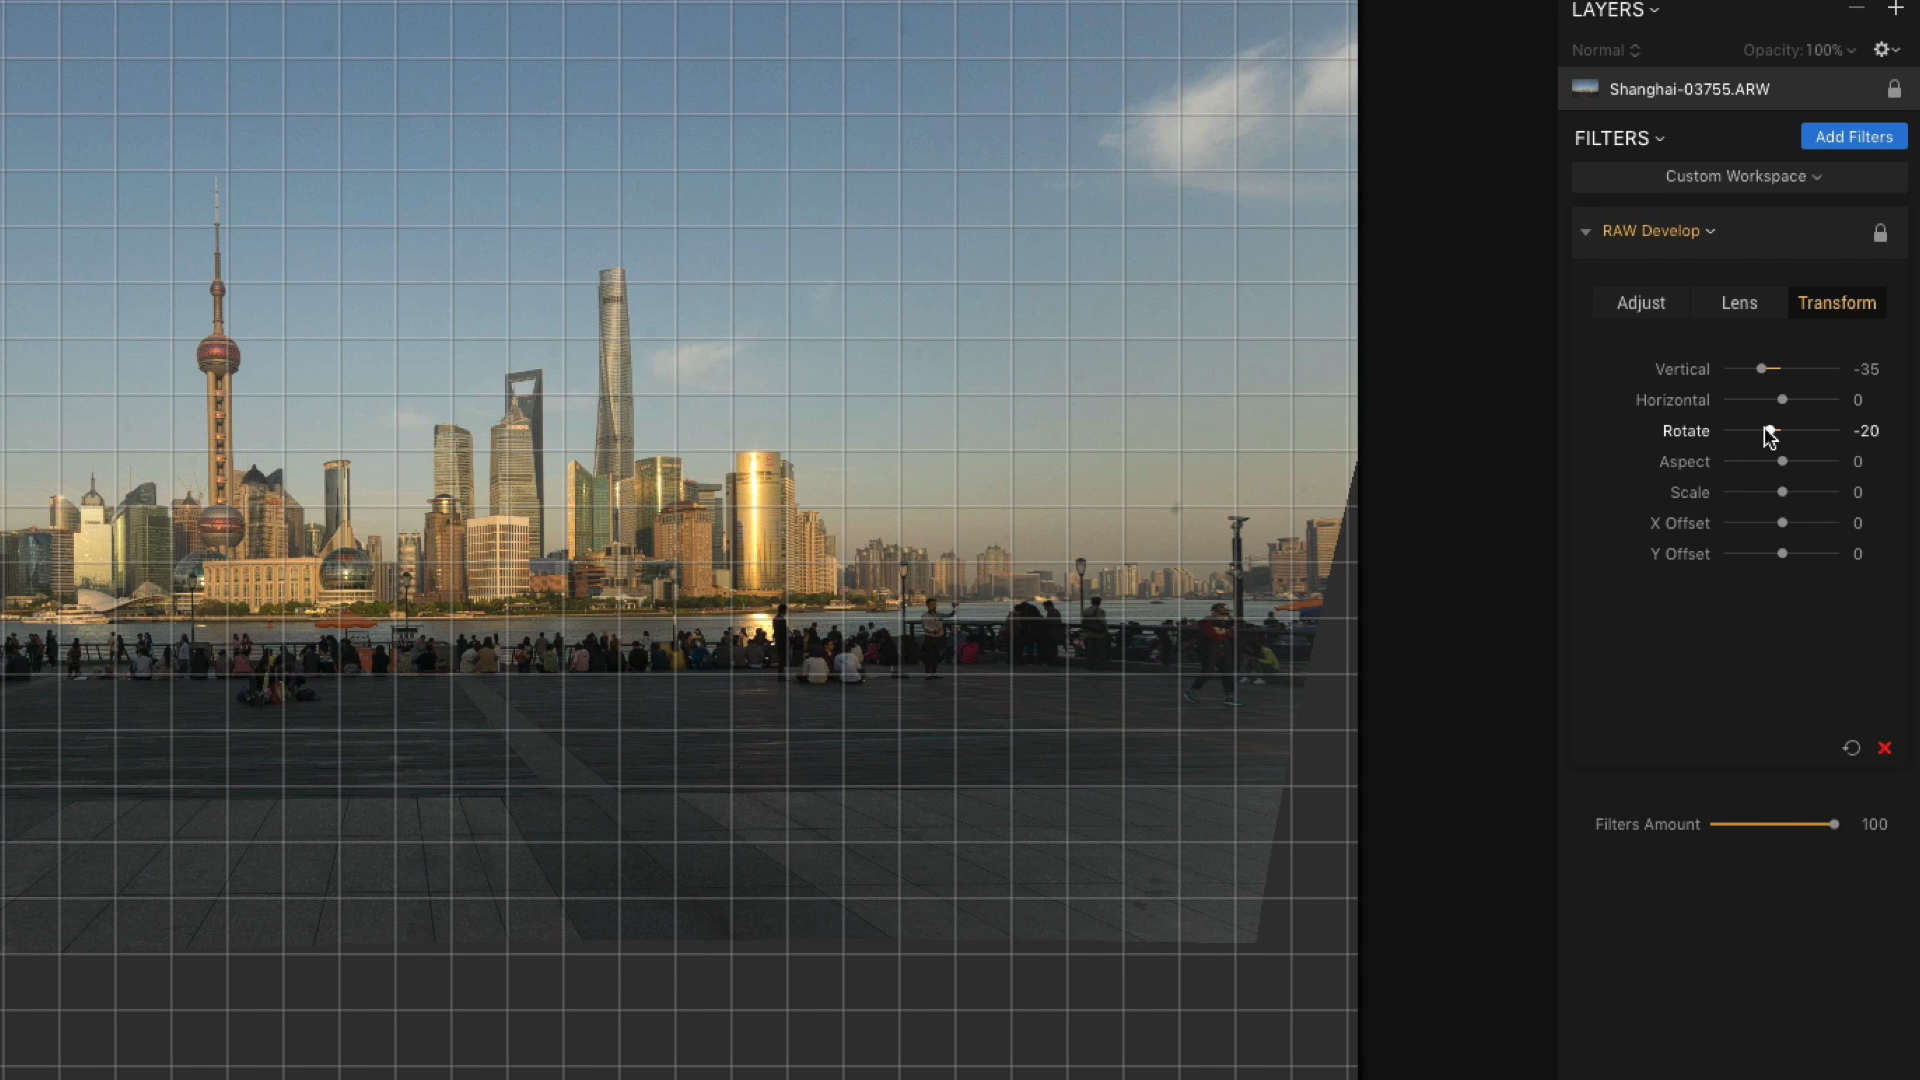 LAYERS
Normal Opacity: 100%
Shanghai-03755.ARW
FILTERS Add Filters
Custom Workspace
RAW Develop
Adjust Lens Transform
Vertical -35
Horizontal 0
Rotate -20
Aspect 0
Scale 0
X Offset 0
Y Offset 0
Filters Amount 100